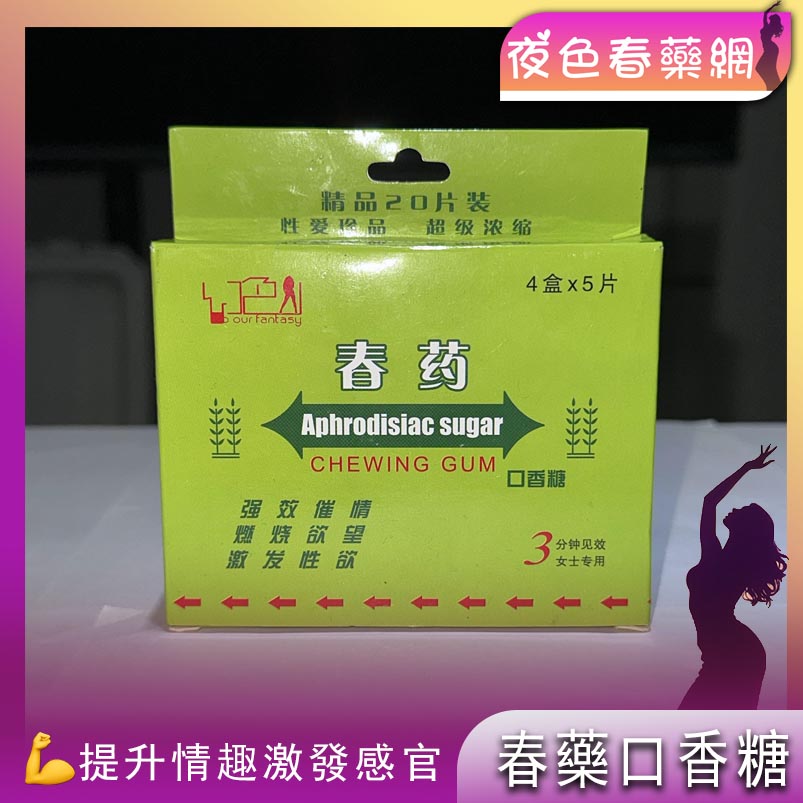 夜色春藥網
精品20片装
性爱珍品 超级浓缩
4盒x5片
our fantasy
春药
Aphrodisiac sugar
CHEWING GUM
口香糖
强效催情
燃烧欲望
激发性欲
3分钟见效
女士专用
💪提升情趣激發感官
春藥口香糖